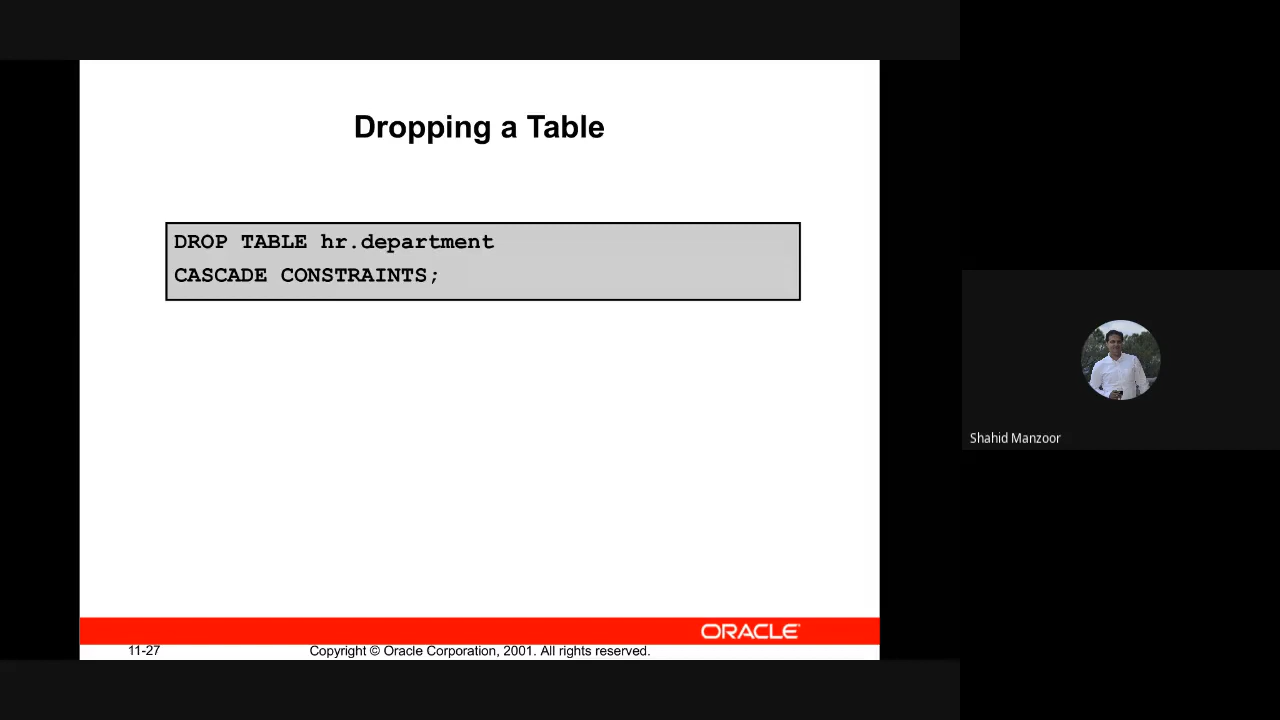 Dropping a Table
DROP TABLE hr.department
CASCADE CONSTRAINTS;
ORACLE
11-27
Copyright © Oracle Corporation, 2001. All rights reserved.
Shahid Manzoor